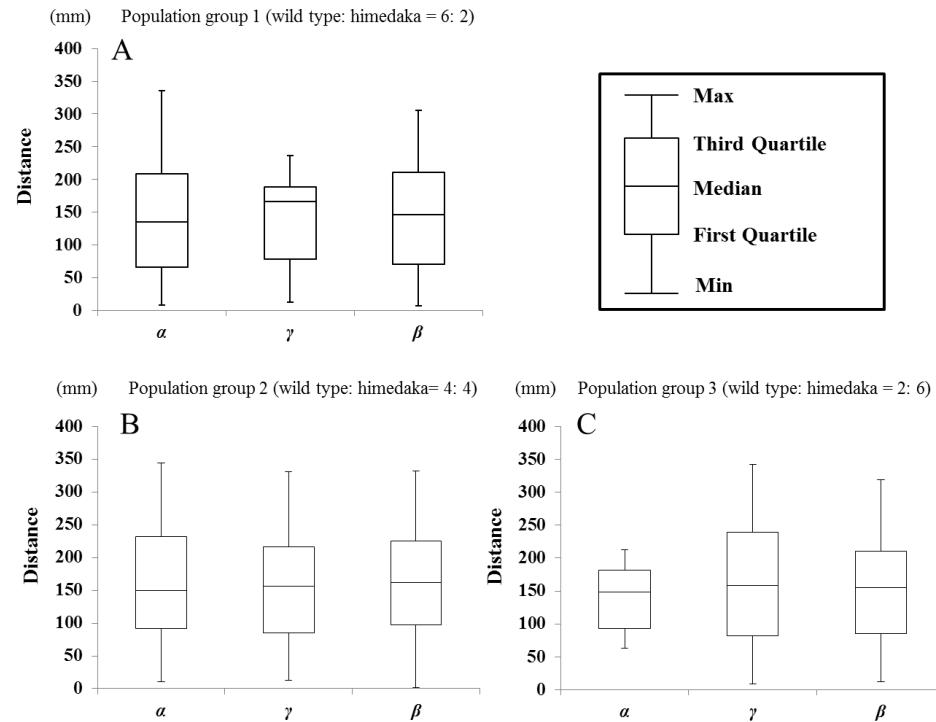 (mm) Population group 1 (wild type: himedaka = 6: 2)
A
400
350
300
250
200
150
100
50
0
Distance
α γ β
Max
Third Quartile
Median
First Quartile
Min
(mm) Population group 2 (wild type: himedaka= 4: 4)
B
400
350
300
250
200
150
100
50
0
Distance
α γ β
(mm) Population group 3 (wild type: himedaka = 2: 6)
C
400
350
300
250
200
150
100
50
0
Distance
α γ β